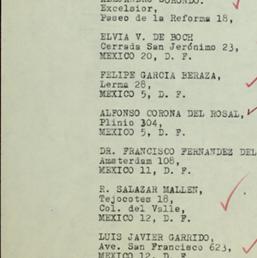 Excelsior,
Paseo de la Reforma 18,
ELVIA V. DE BOCH
Cerrada San Jerónimo 23,
MEXICO 20, D. F.
FELIPE GARCIA BERAZA,
Lerma 28,
MEXICO 5, D. F.
ALFONSO CORONA DEL ROSAL,
Plinio 304,
MEXICO 5, D. F.
DR. FRANCISCO FERNANDEZ DEL
Amsterdam 108,
MEXICO 11, D. F.
R. SALAZAR MALLEN,
Tejocotes 18,
Col. del Valle,
MEXICO 12, D. F.
LUIS JAVIER GARRIDO,
Ave. San Francisco 623,
MEXICO 12, D. F.